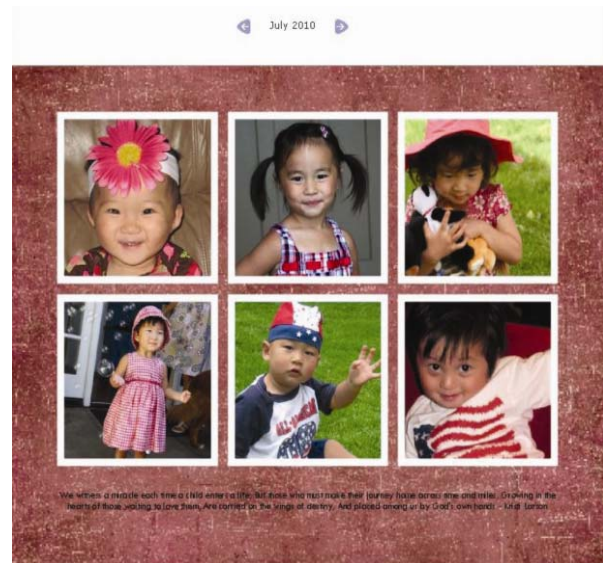 July 2010
We witness a miracle each time a child enters a life, But those who must make their journey home across time and miles, Growing in the
hearts of those waiting to love them, Are carried on the wings of destiny, And placed among us by God's own hands - Kristi Larson